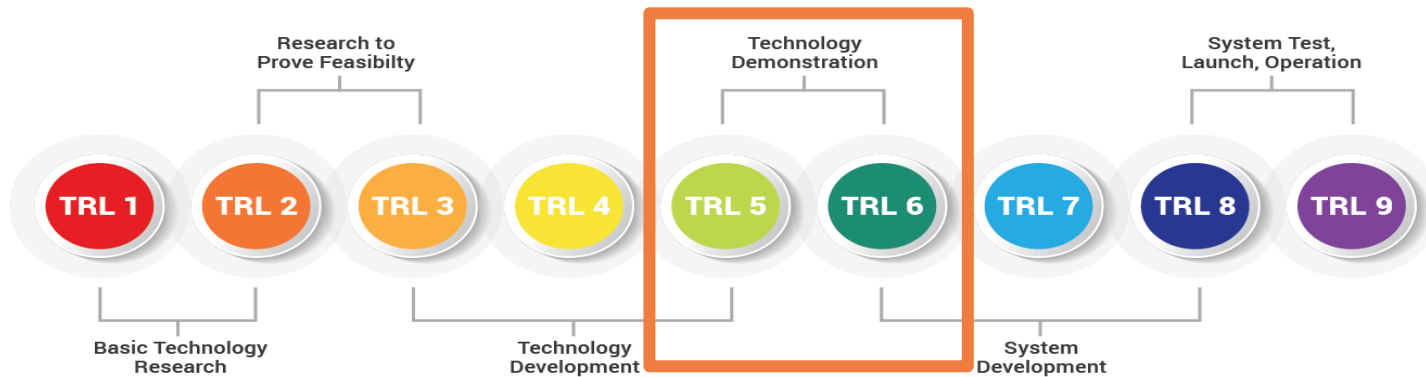 Research to
Prove Feasibilty
Technology
Demonstration
System Test,
Launch, Operation
TRL 1
TRL 2
TRL 3
TRL 4
TRL 5
TRL 6
TRL 7
TRL 8
TRL 9
Basic Technology
Research
Technology
Development
System
Development